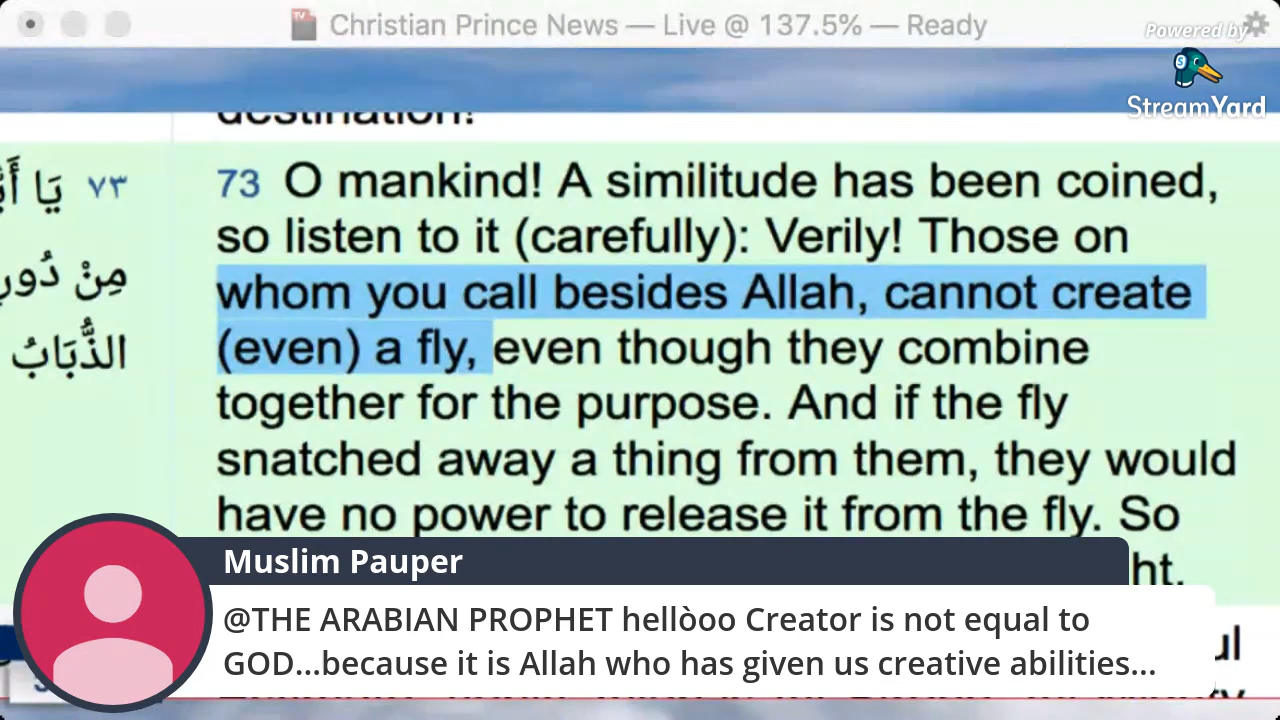 Christian Prince News — Live @ 137.5% — Ready
Powered by
StreamYard
destination!
73 O mankind! A similitude has been coined,
so listen to it (carefully): Verily! Those on
whom you call besides Allah, cannot create
(even) a fly, even though they combine
together for the purpose. And if the fly
snatched away a thing from them, they would
have no power to release it from the fly. So
ht.
٧٣ يَا
مِنْ
الذُّبَابُ
Muslim Pauper
@THE ARABIAN PROPHET hellòoo Creator is not equal to
GOD...because it is Allah who has given us creative abilities...
ul